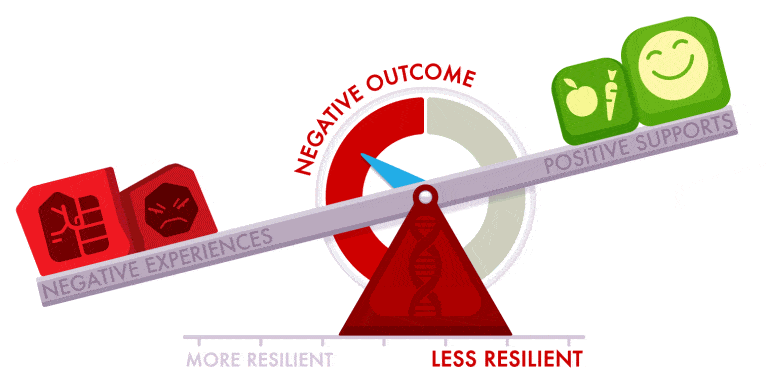 NEGATIVE OUTCOME
POSITIVE SUPPORTS
NEGATIVE EXPERIENCES
MORE RESILIENT
LESS RESILIENT